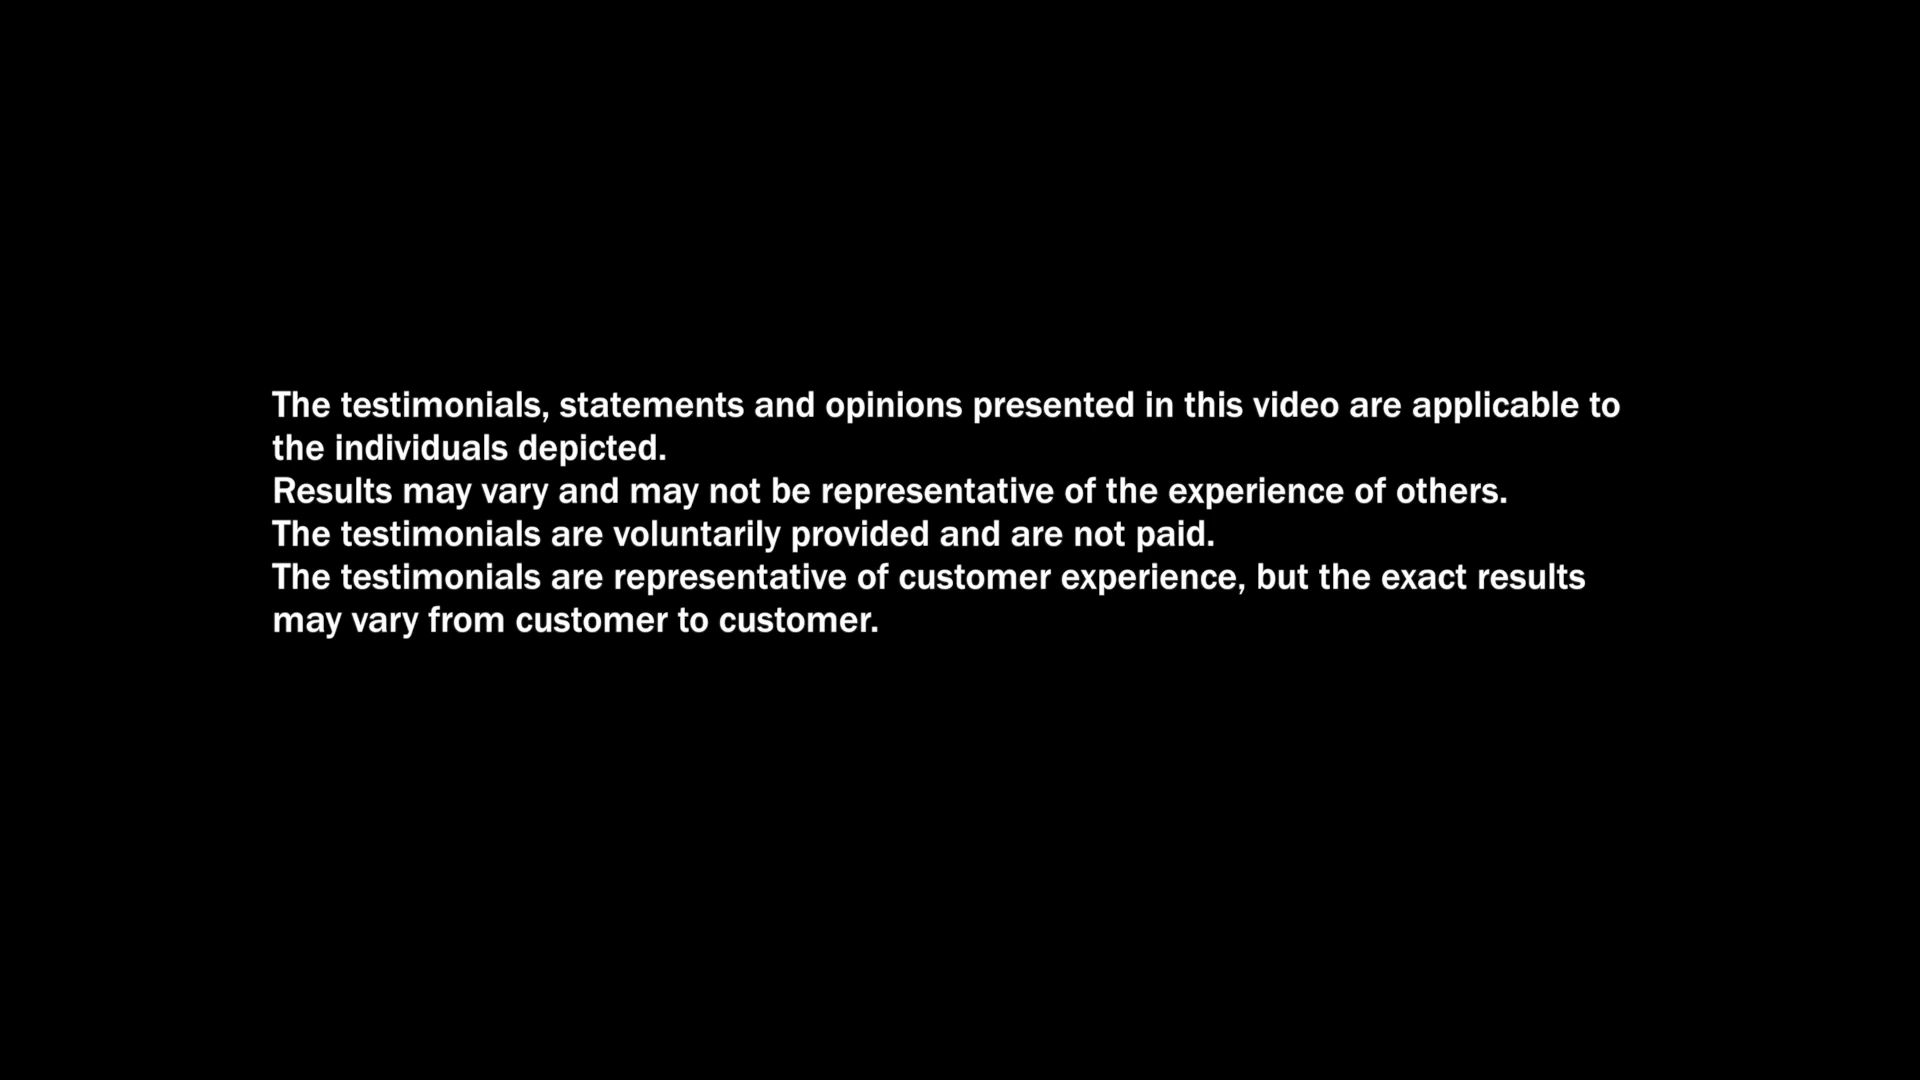 The testimonials, statements and opinions presented in this video are applicable to
the individuals depicted.
Results may vary and may not be representative of the experience of others.
The testimonials are voluntarily provided and are not paid.
The testimonials are representative of customer experience, but the exact results
may vary from customer to customer.